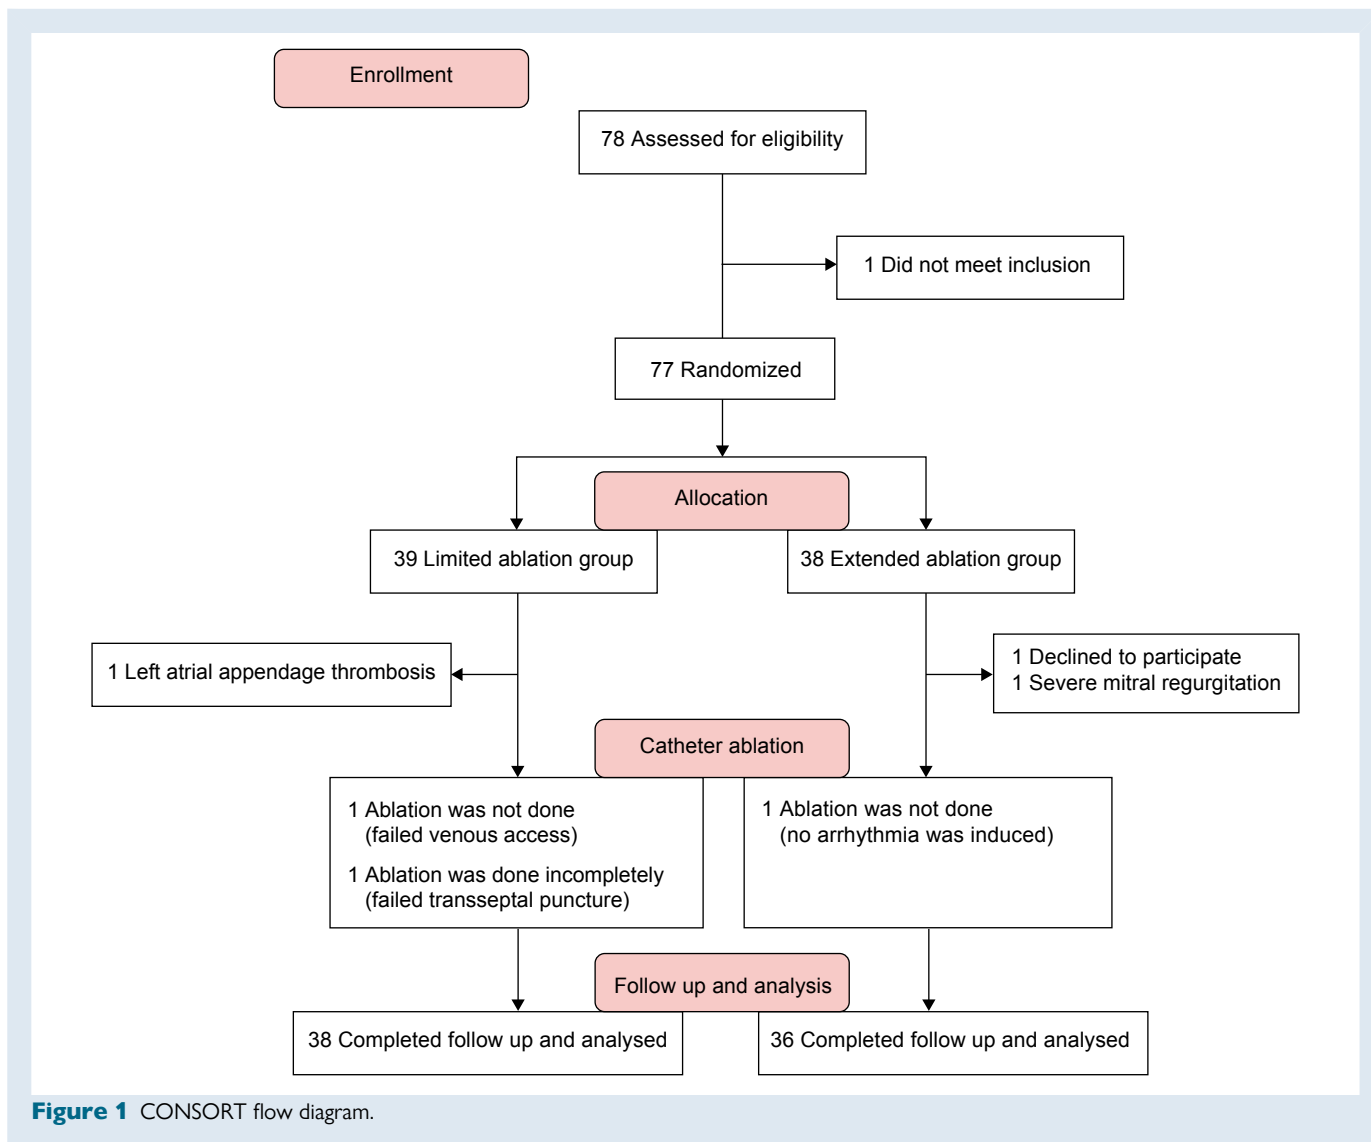 Enrollment
78 Assessed for eligibility
1 Did not meet inclusion
77 Randomized
Allocation
39 Limited ablation group
38 Extended ablation group
1 Left atrial appendage thrombosis
1 Declined to participate
1 Severe mitral regurgitation
Catheter ablation
1 Ablation was not done
(failed venous access)
1 Ablation was done incompletely
(failed transseptal puncture)
1 Ablation was not done
(no arrhythmia was induced)
Follow up and analysis
38 Completed follow up and analysed
36 Completed follow up and analysed
Figure 1 CONSORT flow diagram.